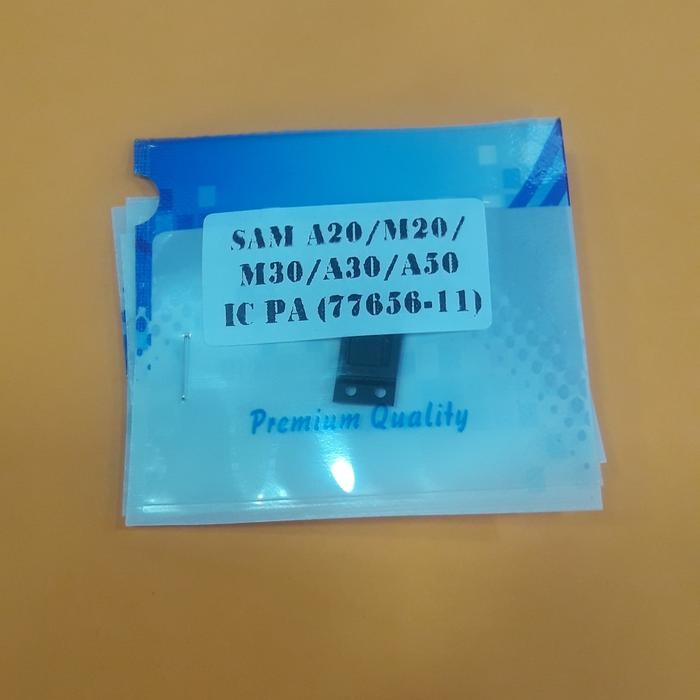 SAM A20/M20/
M30/A30/A50
IC PA (77656-11)
Premium Quality